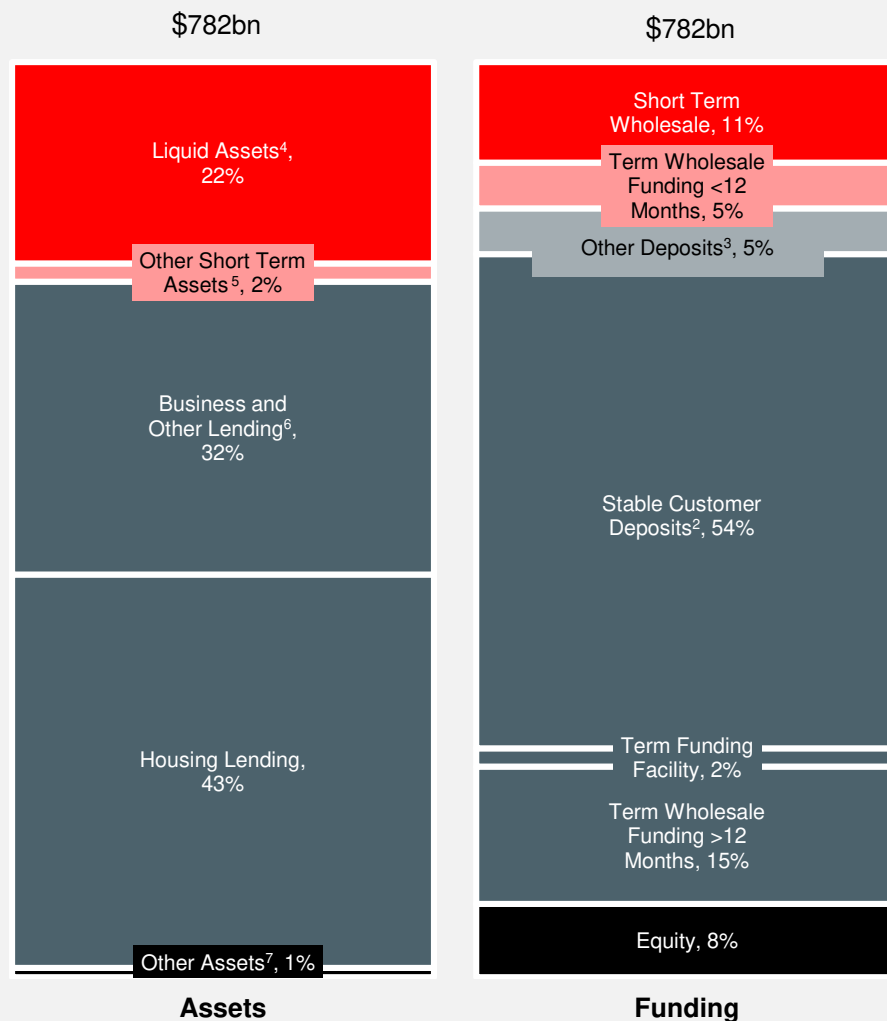 $782bn
Liquid Assets⁴,
22%
Other Short Term
Assets⁵, 2%
Business and
Other Lending⁶,
32%
Housing Lending,
43%
Other Assets⁷, 1%
Assets
$782bn
Short Term
Wholesale, 11%
Term Wholesale
Funding <12
Months, 5%
Other Deposits³, 5%
Stable Customer
Deposits², 54%
Term Funding
Facility, 2%
Term Wholesale
Funding >12
Months, 15%
Equity, 8%
Funding